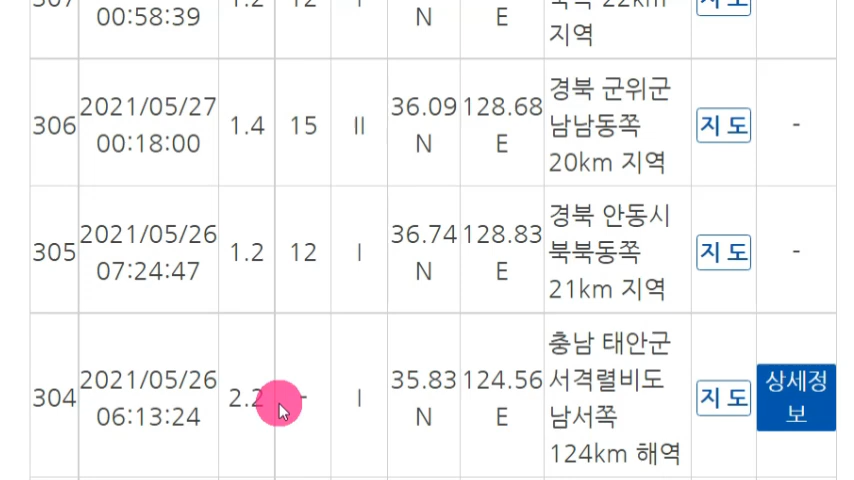 00:58:39
N
E
22km
지역
306
2021/05/27
00:18:00
1.4
15
II
36.09
N
128.68
E
경북 군위군
남남동쪽
20km 지역
지 도
-
305
2021/05/26
07:24:47
1.2
12
I
36.74
N
128.83
E
경북 안동시
북북동쪽
21km 지역
지 도
-
304
2021/05/26
06:13:24
2.2
-
I
35.83
N
124.56
E
충남 태안군
서격렬비도
남서쪽
124km 해역
지 도
상세정
보